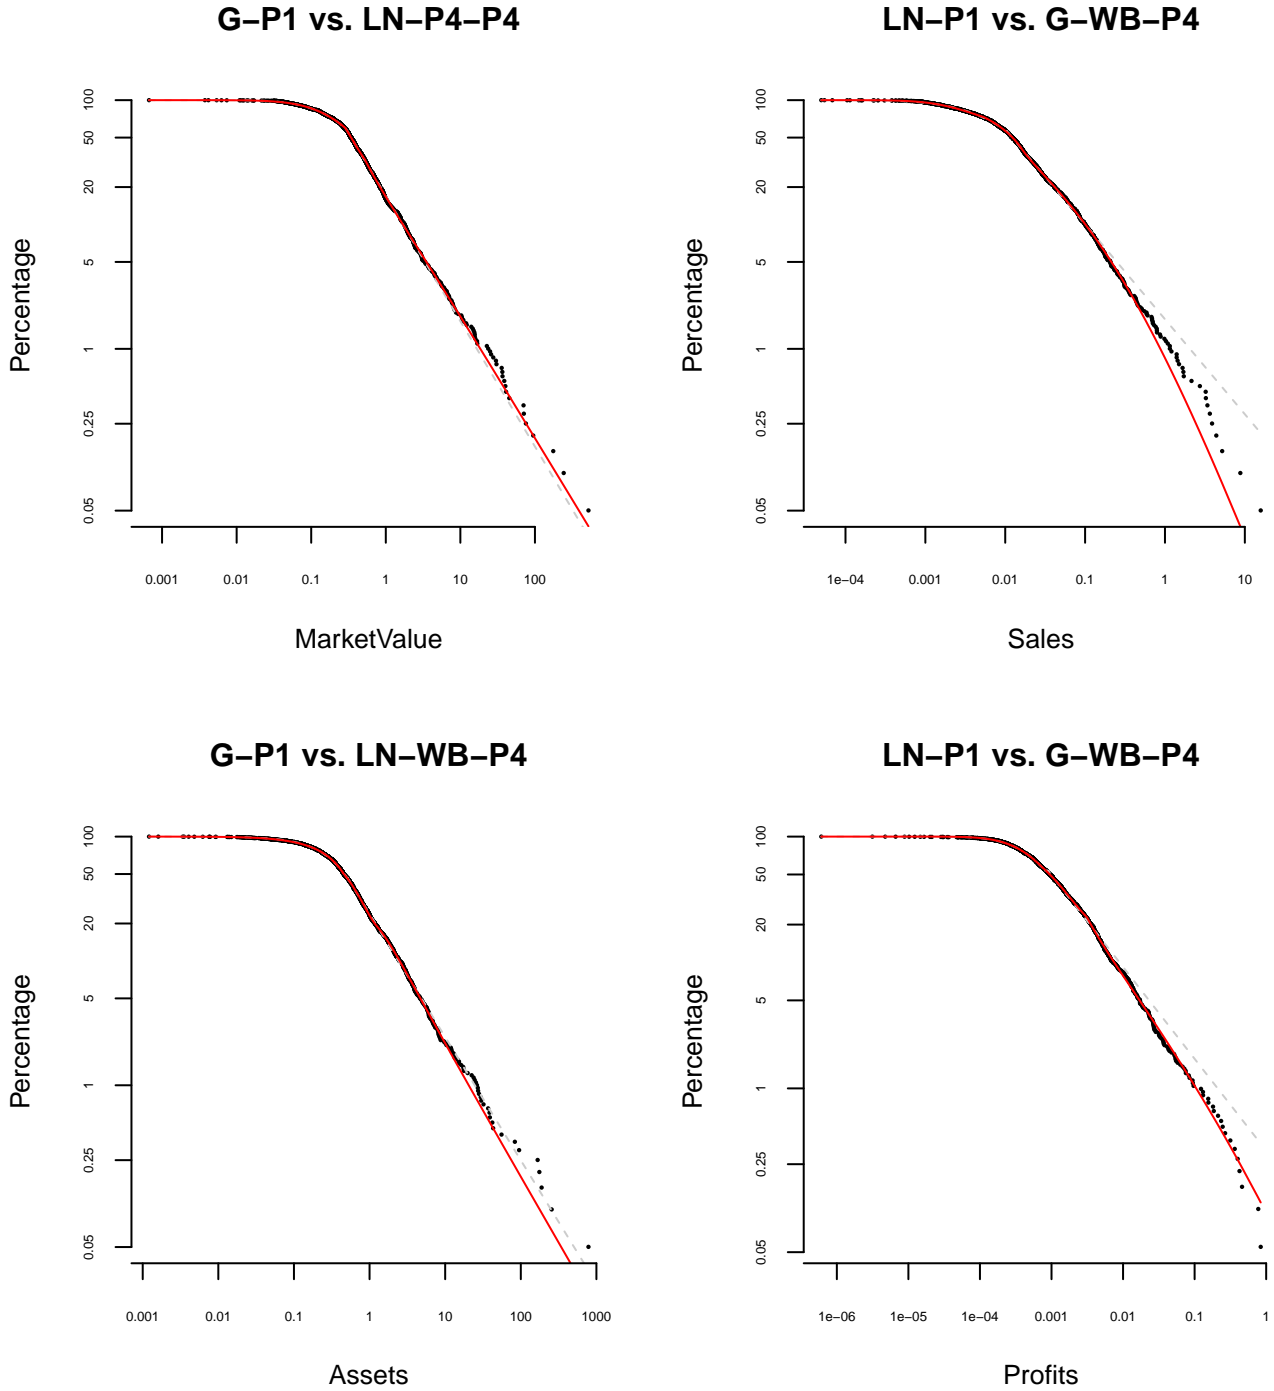 G−P1 vs. LN−P4−P4
Percentage
100
50
20
5
1
0.25
0.05
0.001 0.01 0.1 1 10 100
MarketValue
LN−P1 vs. G−WB−P4
Percentage
100
50
20
5
1
0.25
0.05
1e−04 0.001 0.01 0.1 1 10
Sales
G−P1 vs. LN−WB−P4
Percentage
100
50
20
5
1
0.25
0.05
0.001 0.01 0.1 1 10 100 1000
Assets
LN−P1 vs. G−WB−P4
Percentage
100
50
20
5
1
0.25
0.05
1e−06 1e−05 1e−04 0.001 0.01 0.1 1
Profits